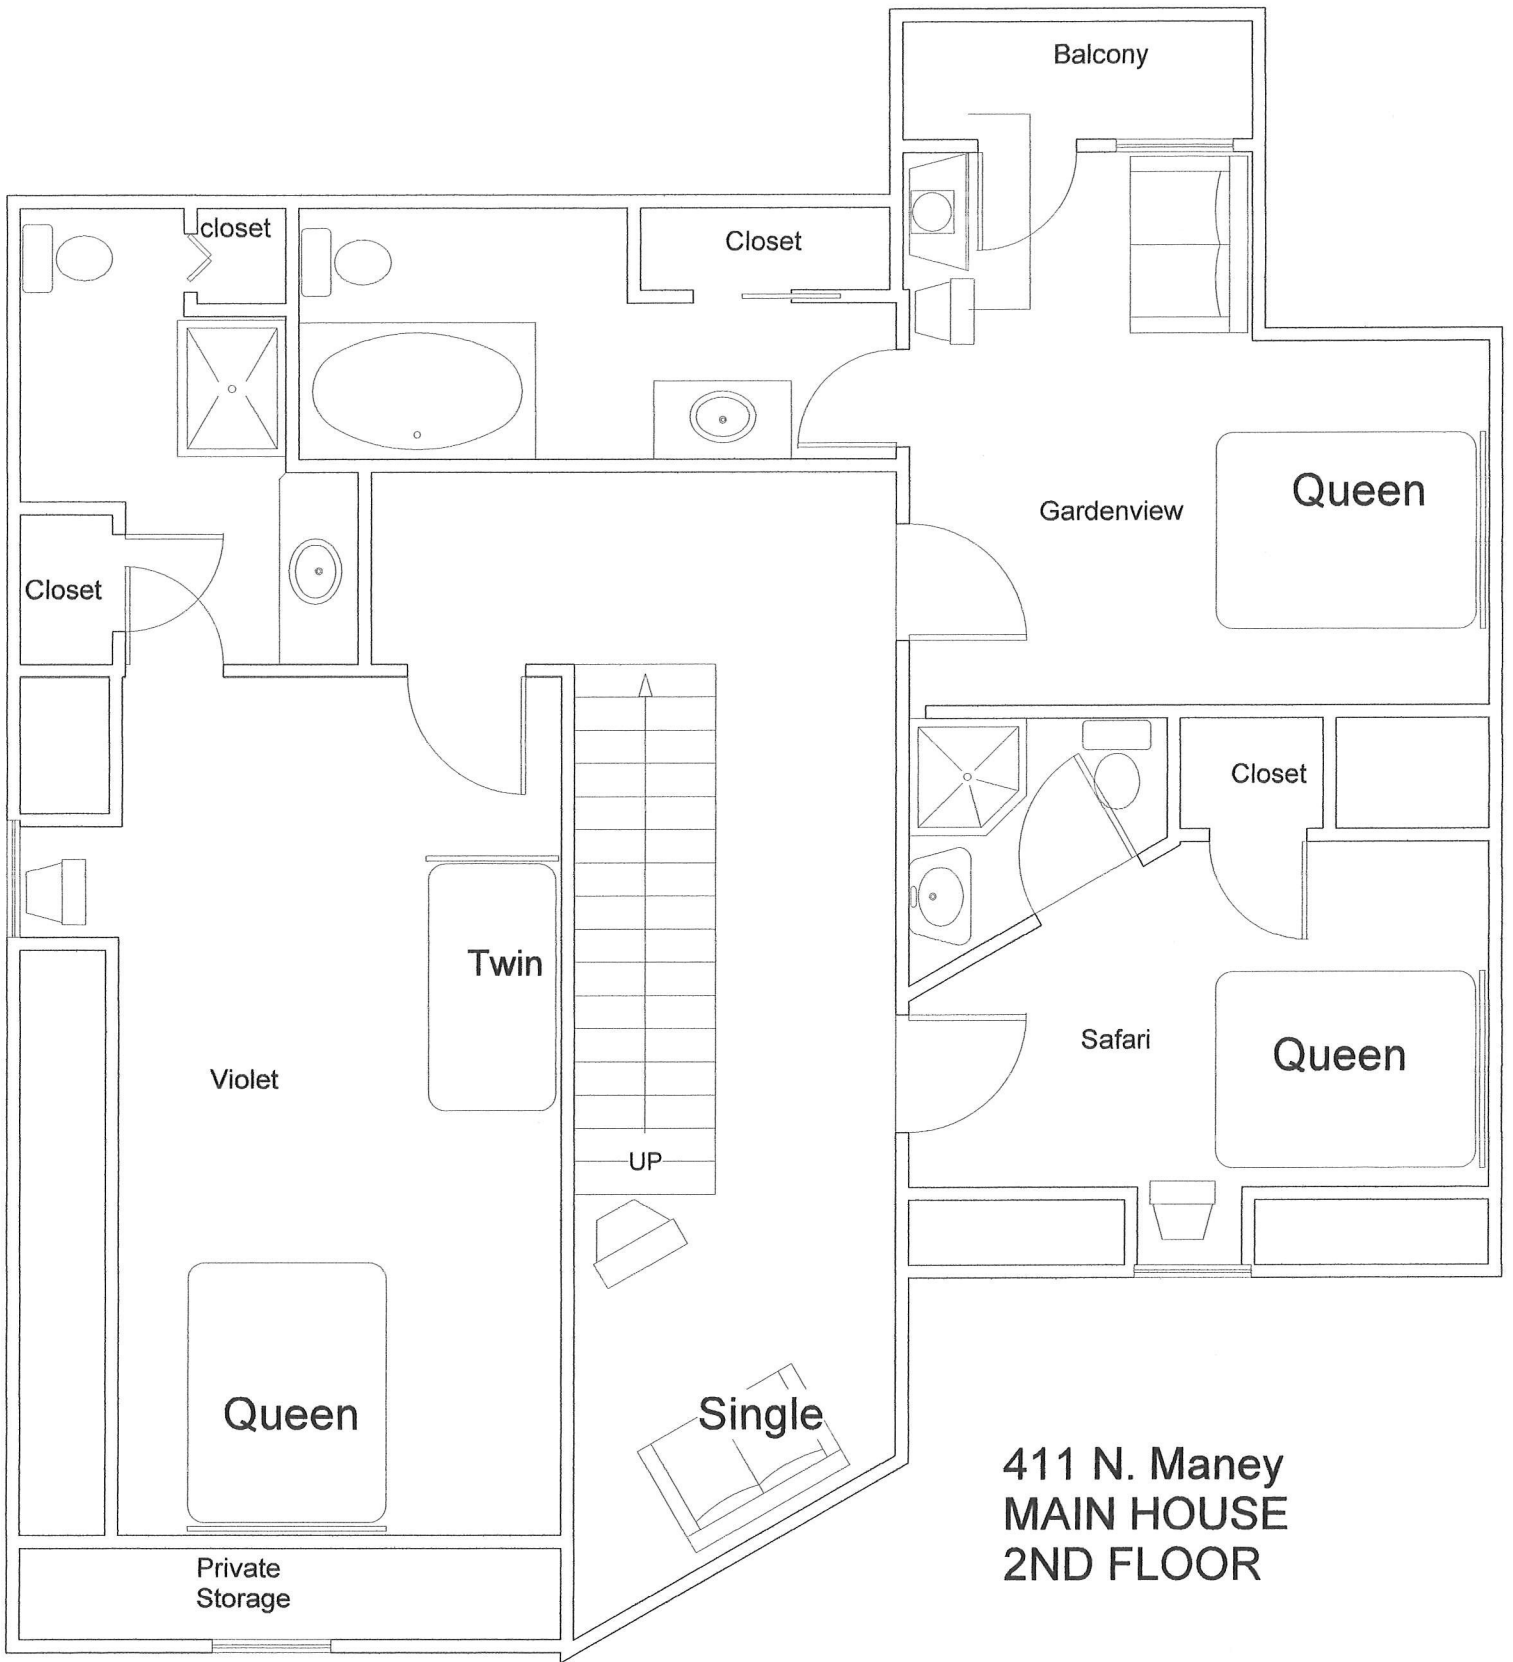 Balcony
closet
Closet
Queen
Gardenview
Closet
Closet
Twin
Safari
Queen
Violet
UP
Queen
Single
411 N. Maney
MAIN HOUSE
2ND FLOOR
Private
Storage